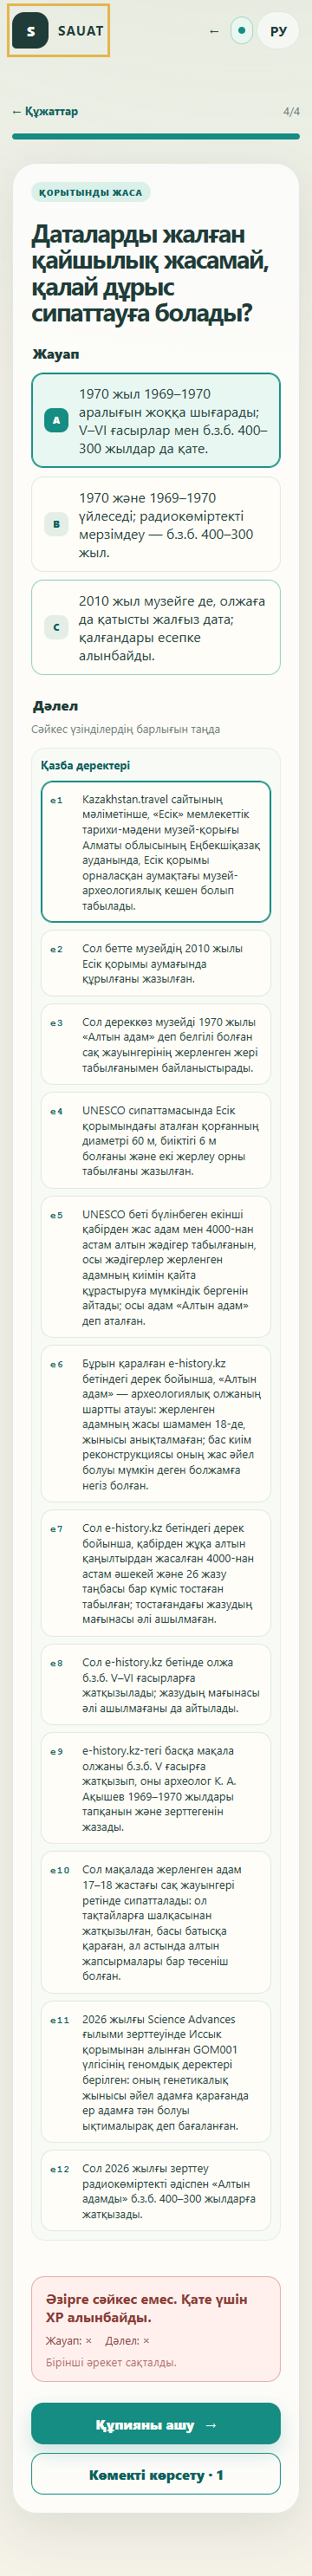 S SAUAT ← РУ
← Құжаттар 4/4
ҚОРЫТЫНДЫ ЖАСА
Даталарды жалған
қайшылық жасамай,
қалай дұрыс
сипаттауға болады?
Жауап
A 1970 жыл 1969–1970
аралығын жоққа шығарады;
V–VI ғасырлар мен б.з.б. 400–
300 жылдар да қате.
B 1970 және 1969–1970
үйлеседі; радиокөміртекті
мерзімдеу — б.з.б. 400–300
жыл.
C 2010 жыл музейге де, олжаға
да қатысты жалғыз дата;
қалғандары есепке
алынбайды.
Дәлел
Сәйкес үзінділердің барлығын таңда
Қазба деректері
e1 Kazakhstan.travel сайтының
мәліметінше, «Есік» мемлекеттік
тарихи-мәдени музей-қорығы
Алматы облысының Еңбекшіқазақ
ауданында, Есік қорымы
орналасқан аумақтағы музей-
археологиялық кешен болып
табылады.
e2 Сол бетте музейдің 2010 жылы
Есік қорымы аумағында
құрылғаны жазылған.
e3 Сол дереккөз музейді 1970 жылы
«Алтын адам» деп белгілі болған
сақ жауынгерінің жерленген жері
табылғанымен байланыстырады.
e4 UNESCO сипаттамасында Есік
қорымындағы аталған қорғанның
диаметрі 60 м, биіктігі 6 м
болғаны және екі жерлеу орны
табылғаны жазылған.
e5 UNESCO беті бүлінбеген екінші
қабірден жас адам мен 4000-нан
астам алтын жәдігер табылғанын,
осы жәдігерлер жерленген
адамның киімін қайта
құрастыруға мүмкіндік бергенін
айтады; осы адам «Алтын адам»
деп аталған.
e6 Бұрын қаралған e-history.kz
бетіндегі дерек бойынша, «Алтын
адам» — археологиялық олжаның
шартты атауы: жерленген
адамның жасы шамамен 18-де,
жынысы анықталмаған; бас киім
реконструкциясы оның жас әйел
болуы мүмкін деген болжамға
негіз болған.
e7 Сол e-history.kz бетіндегі дерек
бойынша, қабірден жұқа алтын
қаңылтырдан жасалған 4000-нан
астам әшекей және 26 жазу
таңбасы бар күміс тостаған
табылған; тостағандағы жазудың
мағынасы әлі ашылмаған.
e8 Сол e-history.kz бетінде олжа
б.з.б. V–VI ғасырларға
жатқызылады; жазудың мағынасы
әлі ашылмағаны да айтылады.
e9 e-history.kz-тегі басқа мақала
олжаны б.з.б. V ғасырға
жатқызып, оны археолог К. А.
Ақышев 1969–1970 жылдары
тапқанын және зерттегенін
жазады.
e10 Сол мақалада жерленген адам
17–18 жастағы сақ жауынгері
ретінде сипатталады: ол
тақтайларға шалқасынан
жатқызылған, басы батысқа
қараған, ал астында алтын
жапсырмалары бар төсеніш
болған.
e11 2026 жылғы Science Advances
ғылыми зерттеуінде Иссык
қорымынан алынған GOM001
үлгісінің геномдық деректері
берілген: оның генетикалық
жынысы әйел адамға қарағанда
ер адамға тән болуы
ықтималырақ деп бағаланған.
e12 Сол 2026 жылғы зерттеу
радиокөміртекті әдіспен «Алтын
адамды» б.з.б. 400–300 жылдарға
жатқызады.
Әзірге сәйкес емес. Қате үшін
XP алынбайды.
Жауап: × Дәлел: ×
Бірінші әрекет сақталды.
Құпияны ашу →
Көмекті көрсету · 1